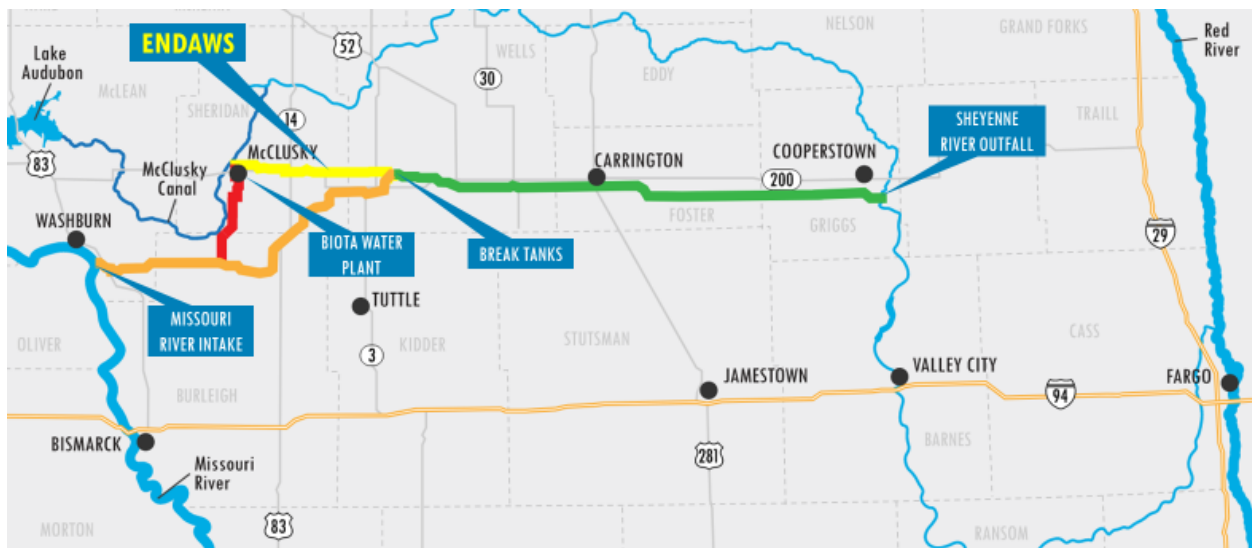 NELSON
GRAND FORKS
Red
River
ENDAWS
52
WELLS
Lake
Audubon
30
EDDY
McLEAN
SHERIDAN
TRAILL
14
SHEYENNE
RIVER OUTFALL
83
McCLUSKY
CARRINGTON
COOPERSTOWN
McClusky
Canal
200
WASHBURN
FOSTER
GRIGGS
29
BIOTA WATER
PLANT
BREAK TANKS
TUTTLE
MISSOURI
RIVER INTAKE
CASS
OLIVER
KIDDER
STUTSMAN
3
VALLEY CITY
JAMESTOWN
FARGO
94
BURLEIGH
BISMARCK
BARNES
281
Missouri
River
83
MORTON
RANSOM